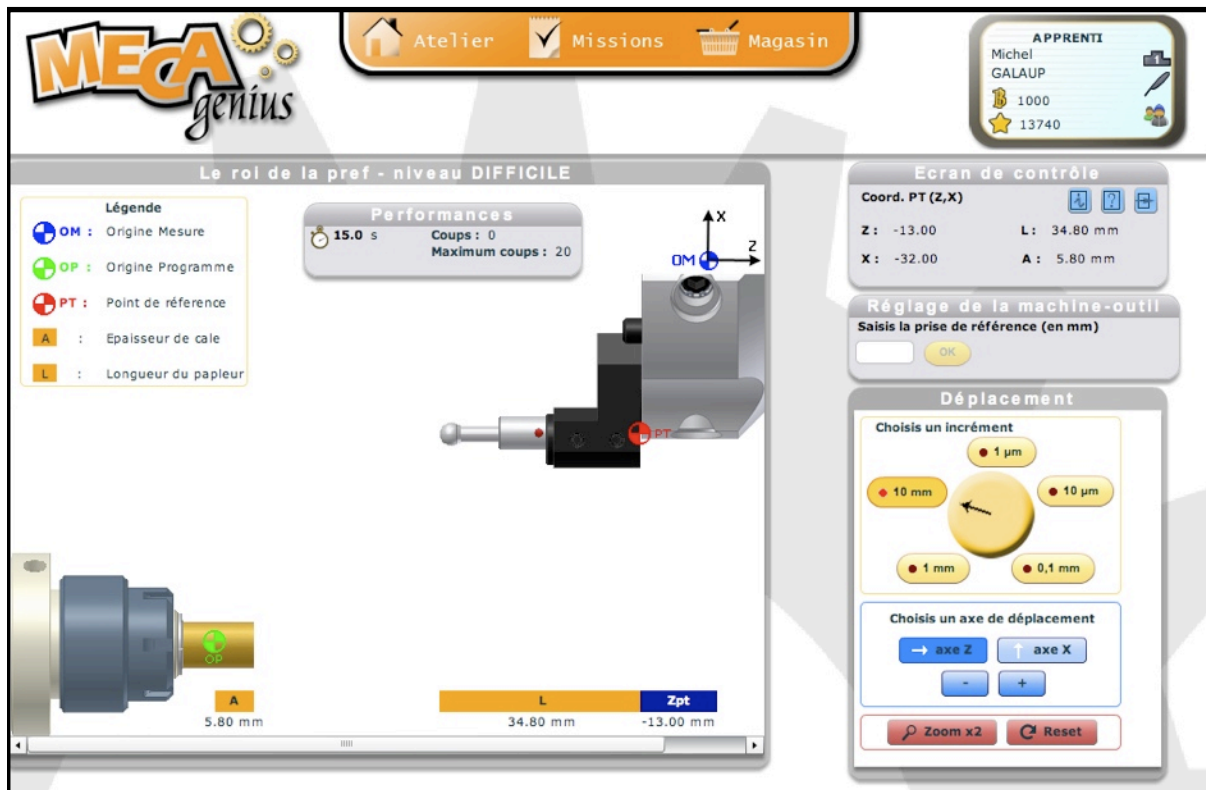 MECA
genius
Atelier
Missions
Magasin
APPRENTI
Michel
GALAUP
1
1000
13740
Le roi de la pref - niveau DIFFICILE
Légende
OM : Origine Mesure
OP : Origine Programme
PT : Point de réference
A : Epaisseur de cale
L : Longueur du papleur
Performances
15.0 s Coups : 0
Maximum coups : 20
X
Z
OM
PT
OP
A
5.80 mm
L
34.80 mm
Zpt
-13.00 mm
Ecran de contrôle
Coord. PT (Z,X)
i ?
Z : -13.00 L : 34.80 mm
X : -32.00 A : 5.80 mm
Réglage de la machine-outil
Saisis la prise de référence (en mm)
OK
Déplacement
Choisis un incrément
1 µm
10 mm
10 µm
1 mm
0,1 mm
Choisis un axe de déplacement
→ axe Z
↑ axe X
- +
Zoom x2
Reset